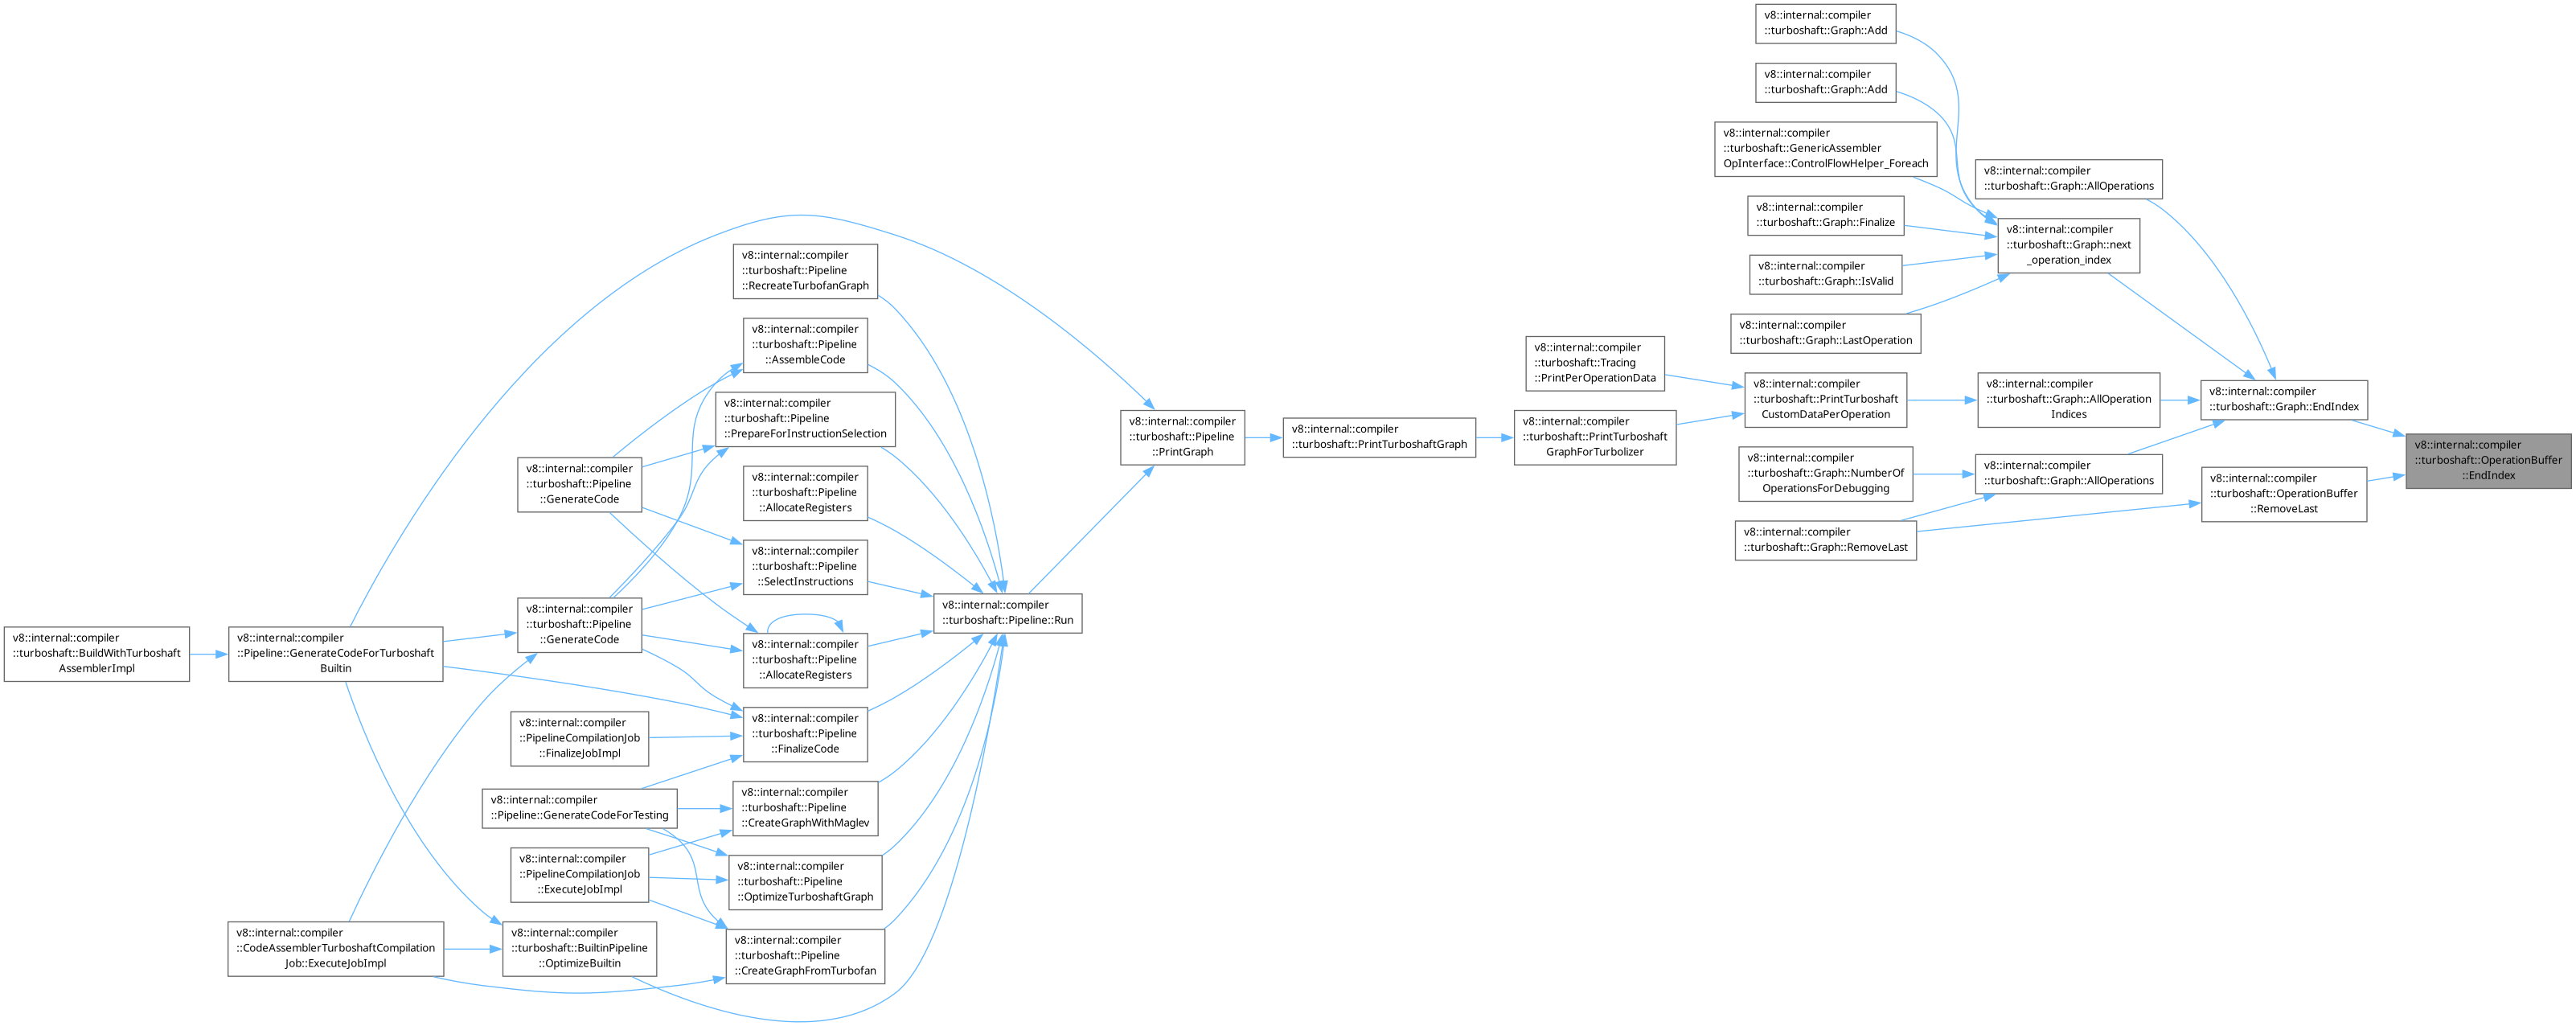 v8::internal::compiler
::turboshaft::Graph::Add
v8::internal::compiler
::turboshaft::Graph::Add
v8::internal::compiler
::turboshaft::GenericAssembler
OpInterface::ControlFlowHelper_Foreach
v8::internal::compiler
::turboshaft::Graph::AllOperations
v8::internal::compiler
::turboshaft::Graph::Finalize
v8::internal::compiler
::turboshaft::Graph::next
_operation_index
v8::internal::compiler
::turboshaft::Graph::IsValid
v8::internal::compiler
::turboshaft::Graph::LastOperation
v8::internal::compiler
::turboshaft::Pipeline
::RecreateTurbofanGraph
v8::internal::compiler
::turboshaft::Pipeline
::AssembleCode
v8::internal::compiler
::turboshaft::Tracing
::PrintPerOperationData
v8::internal::compiler
::turboshaft::PrintTurboshaft
CustomDataPerOperation
v8::internal::compiler
::turboshaft::Graph::AllOperation
Indices
v8::internal::compiler
::turboshaft::Graph::EndIndex
v8::internal::compiler
::turboshaft::Pipeline
::PrepareForInstructionSelection
v8::internal::compiler
::turboshaft::Pipeline
::PrintGraph
v8::internal::compiler
::turboshaft::PrintTurboshaftGraph
v8::internal::compiler
::turboshaft::PrintTurboshaft
GraphForTurbolizer
v8::internal::compiler
::turboshaft::OperationBuffer
::EndIndex
v8::internal::compiler
::turboshaft::Graph::NumberOf
OperationsForDebugging
v8::internal::compiler
::turboshaft::Graph::AllOperations
v8::internal::compiler
::turboshaft::OperationBuffer
::RemoveLast
v8::internal::compiler
::turboshaft::Graph::RemoveLast
v8::internal::compiler
::turboshaft::Pipeline
::GenerateCode
v8::internal::compiler
::turboshaft::Pipeline
::AllocateRegisters
v8::internal::compiler
::turboshaft::Pipeline
::SelectInstructions
v8::internal::compiler
::turboshaft::Pipeline::Run
v8::internal::compiler
::turboshaft::Pipeline
::GenerateCode
v8::internal::compiler
::turboshaft::BuildWithTurboshaft
AssemblerImpl
v8::internal::compiler
::Pipeline::GenerateCodeForTurboshaft
Builtin
v8::internal::compiler
::turboshaft::Pipeline
::AllocateRegisters
v8::internal::compiler
::PipelineCompilationJob
::FinalizeJobImpl
v8::internal::compiler
::turboshaft::Pipeline
::FinalizeCode
v8::internal::compiler
::Pipeline::GenerateCodeForTesting
v8::internal::compiler
::turboshaft::Pipeline
::CreateGraphWithMaglev
v8::internal::compiler
::PipelineCompilationJob
::ExecuteJobImpl
v8::internal::compiler
::turboshaft::Pipeline
::OptimizeTurboshaftGraph
v8::internal::compiler
::CodeAssemblerTurboshaftCompilation
Job::ExecuteJobImpl
v8::internal::compiler
::turboshaft::BuiltinPipeline
::OptimizeBuiltin
v8::internal::compiler
::turboshaft::Pipeline
::CreateGraphFromTurbofan